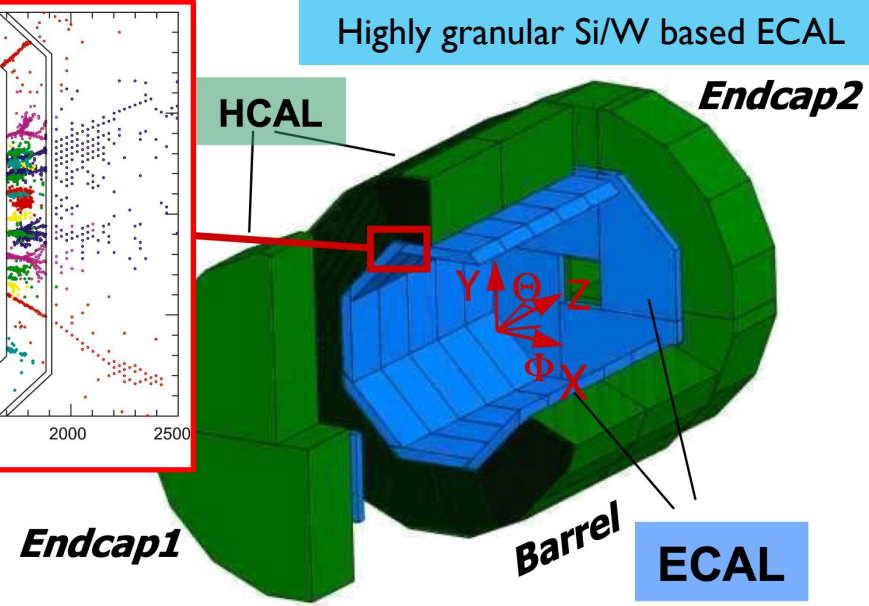 Highly granular Si/W based ECAL
Endcap2
HCAL
Y
Θ
Z
Φ
X
2000
2500
Endcap1
Barrel
ECAL